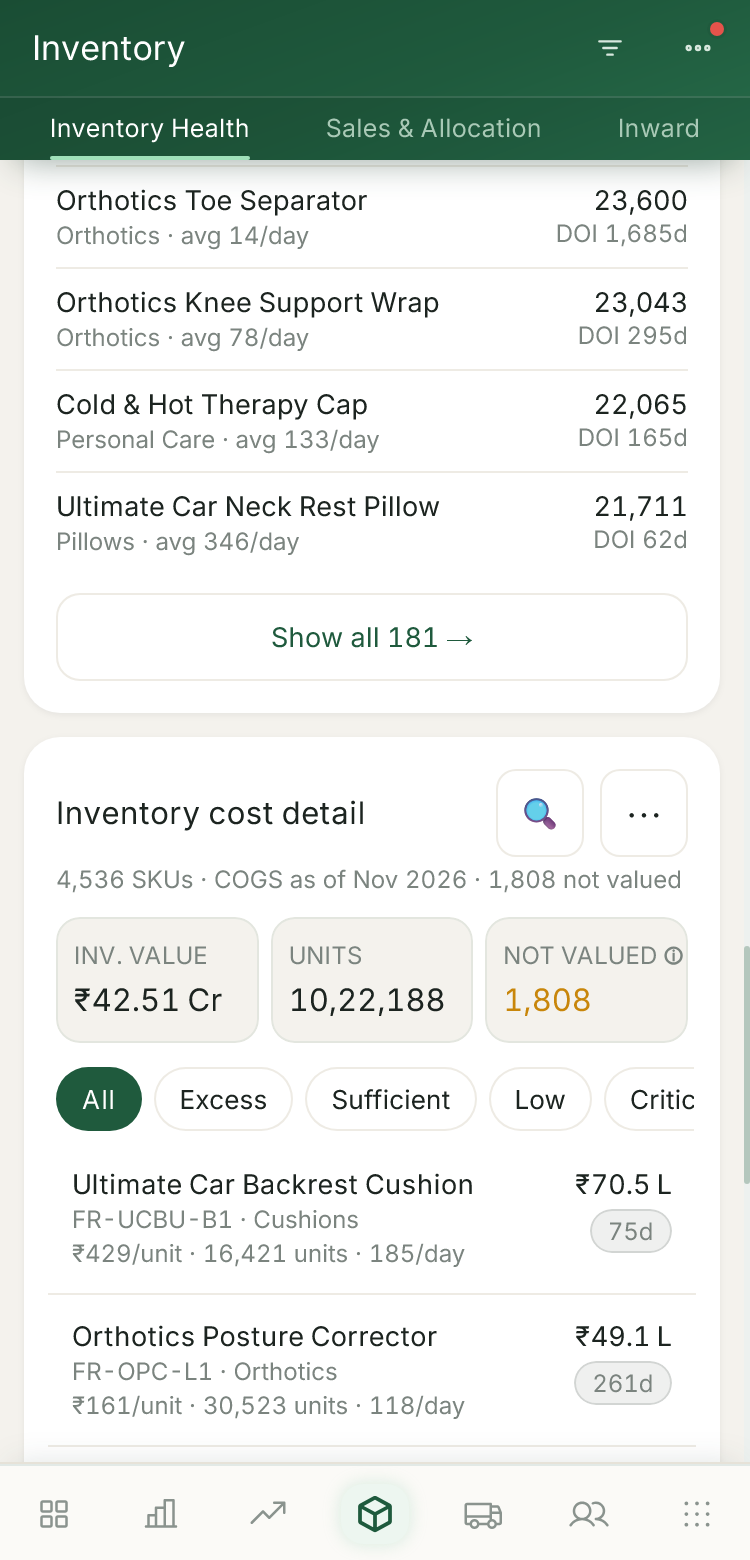 Inventory
Inventory Health
Sales & Allocation
Inward
Orthotics Toe Separator
23,600
Orthotics · avg 14/day
DOI 1,685d
Orthotics Knee Support Wrap
23,043
Orthotics · avg 78/day
DOI 295d
Cold & Hot Therapy Cap
22,065
Personal Care · avg 133/day
DOI 165d
Ultimate Car Neck Rest Pillow
21,711
Pillows · avg 346/day
DOI 62d
Show all 181 →
Inventory cost detail
4,536 SKUs · COGS as of Nov 2026 · 1,808 not valued
INV. VALUE
₹42.51 Cr
UNITS
10,22,188
NOT VALUED
1,808
All
Excess
Sufficient
Low
Critic
Ultimate Car Backrest Cushion
₹70.5 L
FR-UCBU-B1 · Cushions
75d
₹429/unit · 16,421 units · 185/day
Orthotics Posture Corrector
₹49.1 L
FR-OPC-L1 · Orthotics
261d
₹161/unit · 30,523 units · 118/day